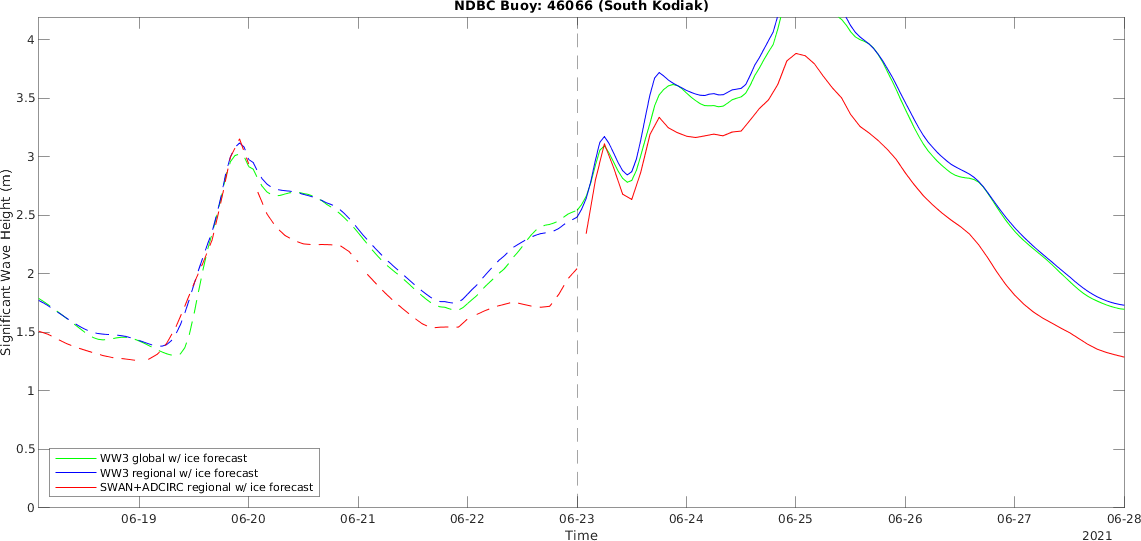 NDBC Buoy: 46066 (South Kodiak)
Significant Wave Height (m)
4
3.5
3
2.5
2
1.5
1
0.5
0
WW3 global w/ ice forecast
WW3 regional w/ ice forecast
SWAN+ADCIRC regional w/ ice forecast
06-19 06-20 06-21 06-22 06-23 06-24 06-25 06-26 06-27 06-28
Time
2021